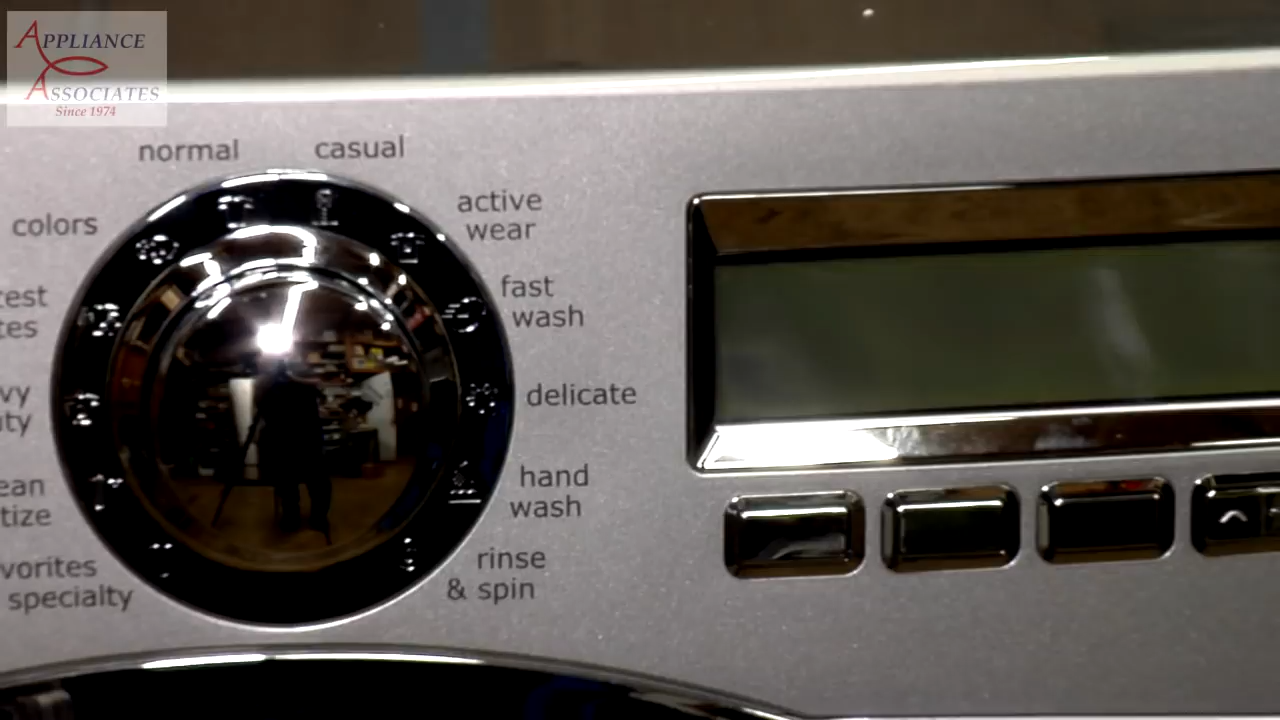 APPLIANCE
ASSOCIATES
Since 1974
normal
casual
colors
active
wear
fast
wash
delicate
hand
wash
rinse
& spin
specialty